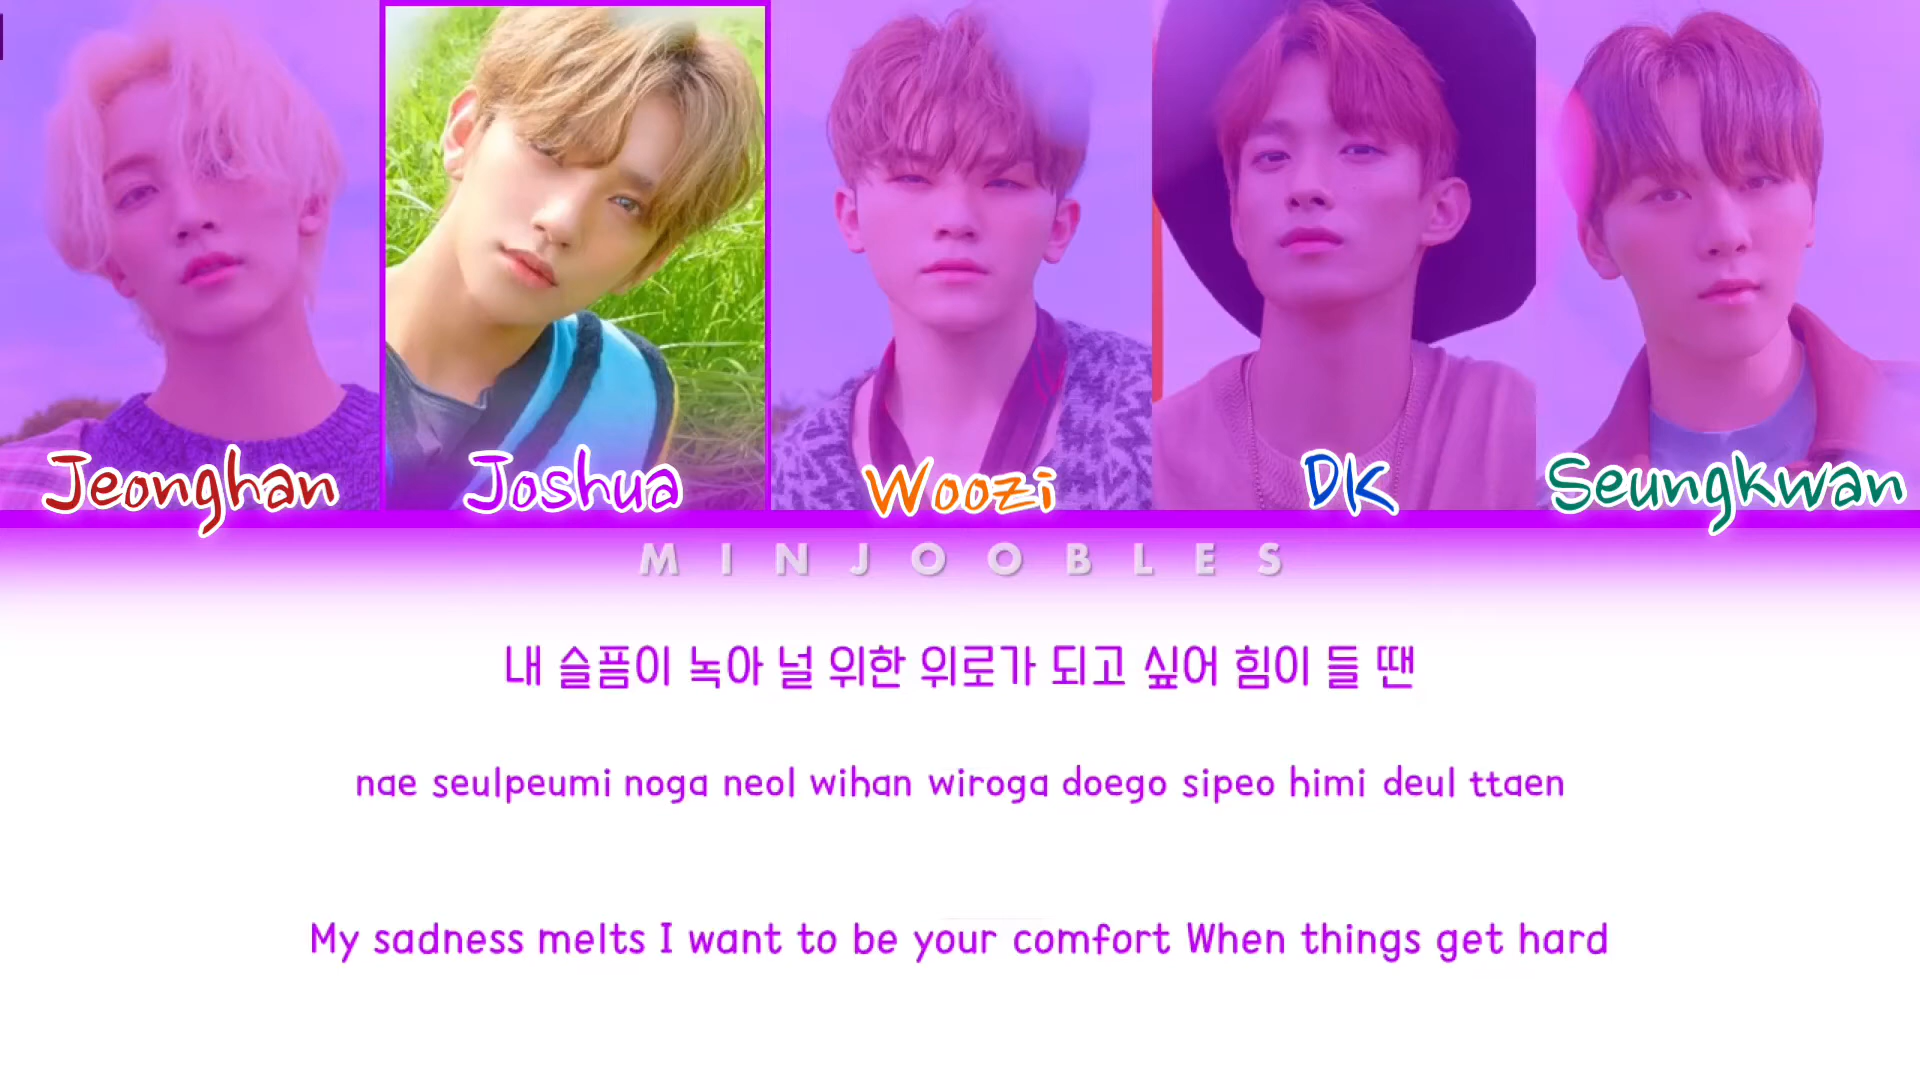 Jeonghan
Joshua
Woozi
DK
Seungkwan
MINJOOBLES
내 슬픔이 녹아 널 위한 위로가 되고 싶어 힘이 들 땐
nae seulpeumi noga neol wihan wiroga doego sipeo himi deul ttaen
My sadness melts I want to be your comfort When things get hard